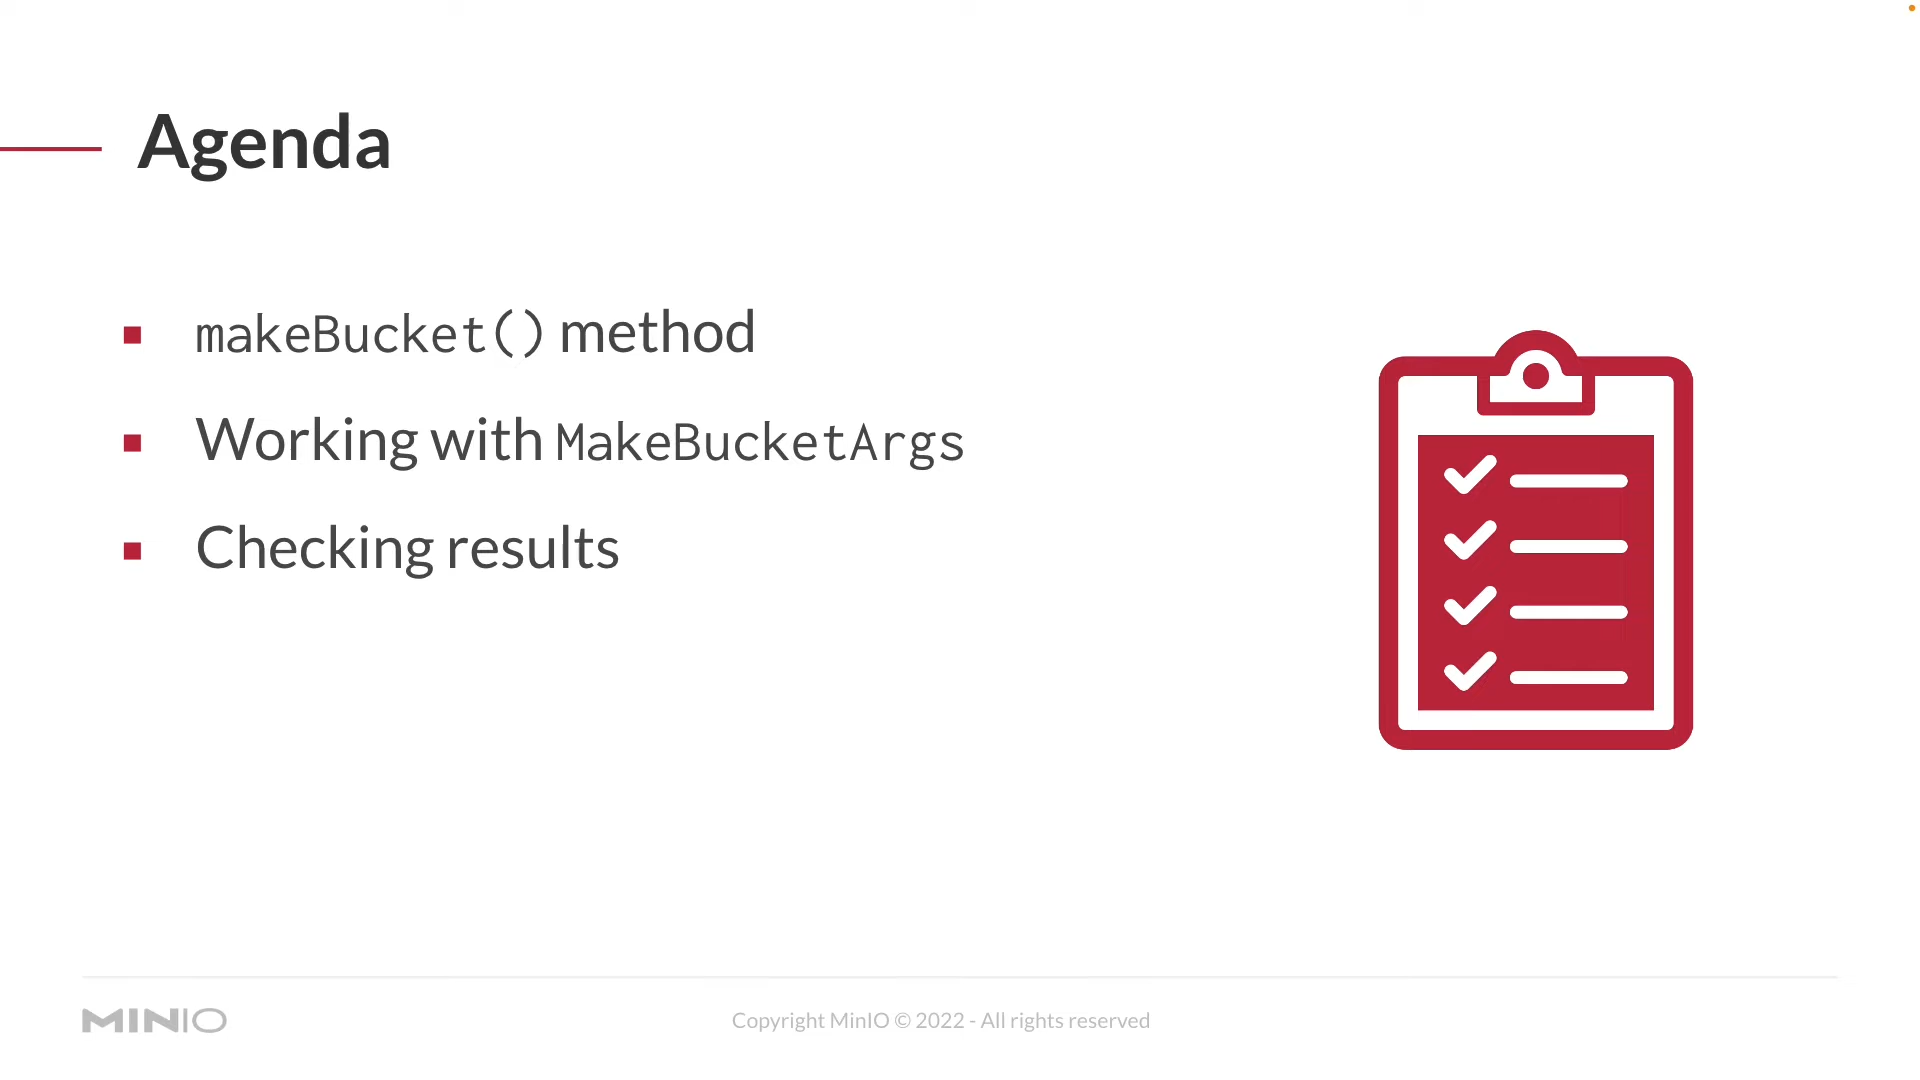 Agenda
makeBucket() method
Working with MakeBucketArgs
Checking results
MINIO
Copyright MinIO © 2022 - All rights reserved